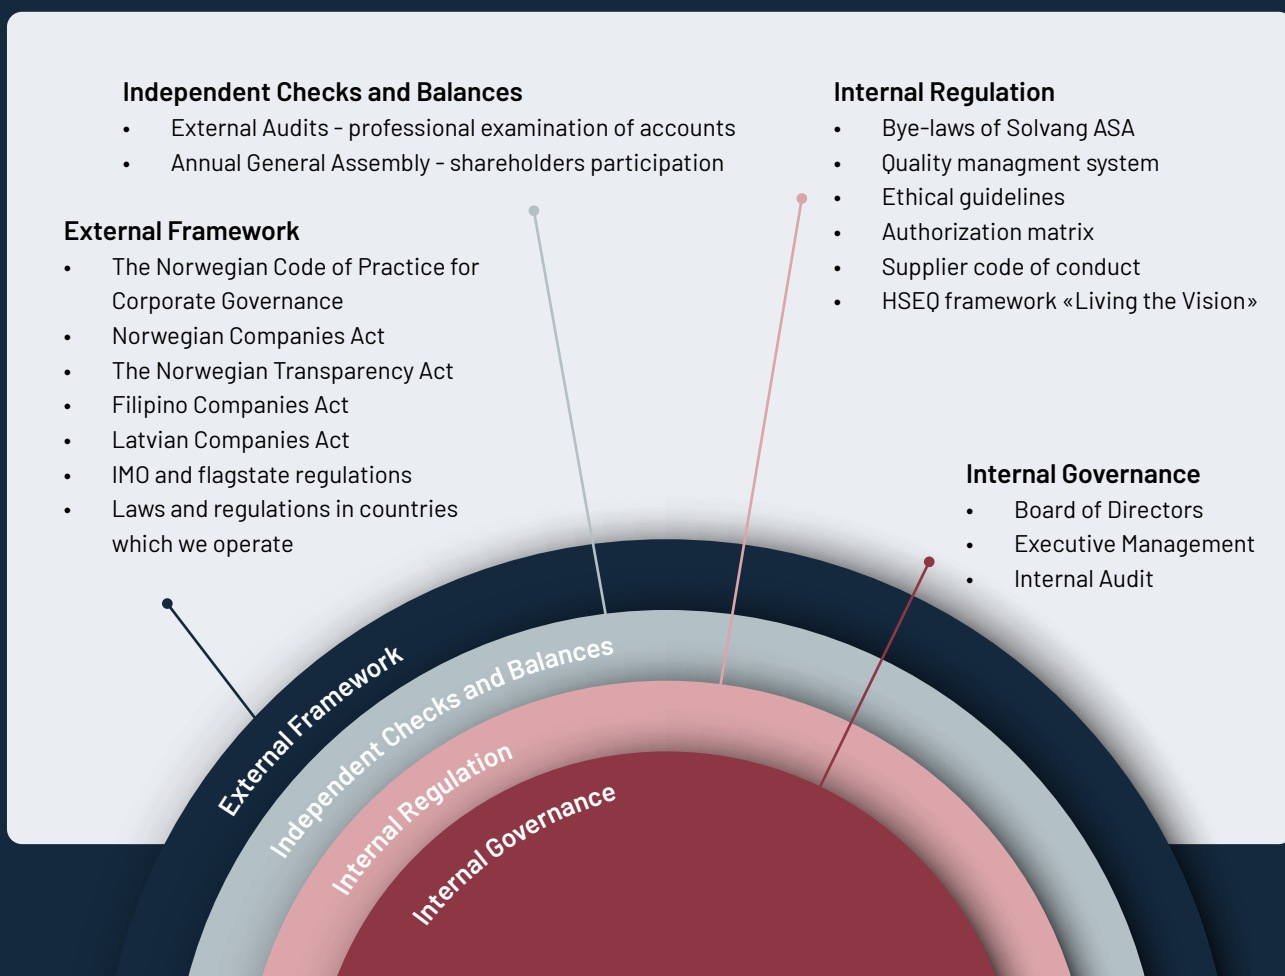 Independent Checks and Balances
• External Audits - professional examination of accounts
• Annual General Assembly - shareholders participation
External Framework
• The Norwegian Code of Practice for
Corporate Governance
• Norwegian Companies Act
• The Norwegian Transparency Act
• Filipino Companies Act
• Latvian Companies Act
• IMO and flagstate regulations
• Laws and regulations in countries
which we operate
Internal Regulation
• Bye-laws of Solvang ASA
• Quality managment system
• Ethical guidelines
• Authorization matrix
• Supplier code of conduct
• HSEQ framework «Living the Vision»
Internal Governance
• Board of Directors
• Executive Management
• Internal Audit
External Framework
Independent Checks and Balances
Internal Regulation
Internal Governance